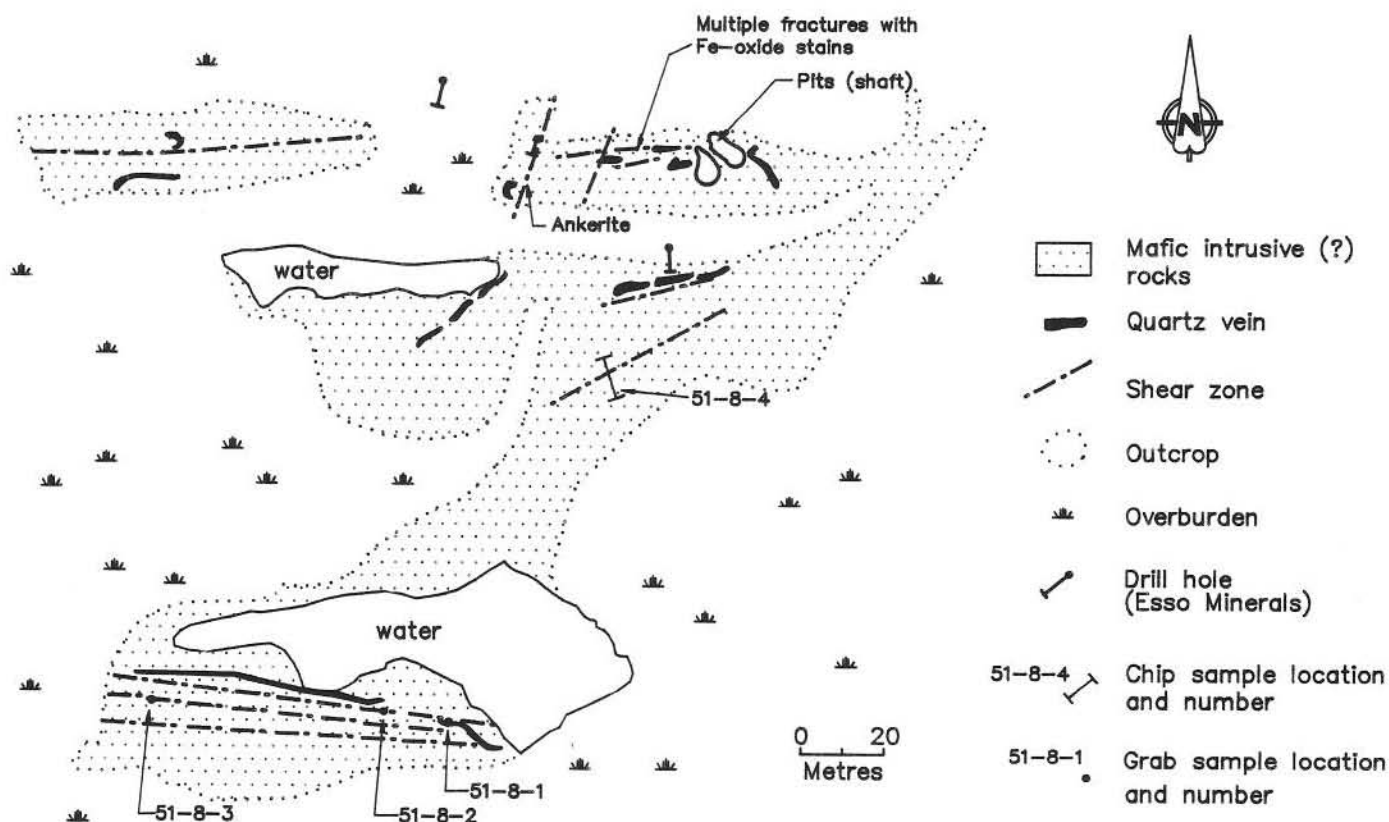 Multiple fractures with
Fe-oxide stains
Pits (shaft)
N
Ankerite
water
51-8-4
water
51-8-1
51-8-2
51-8-3
0 20
Metres
Mafic intrusive (?)
rocks
Quartz vein
Shear zone
Outcrop
Overburden
Drill hole
(Esso Minerals)
51-8-4
Chip sample location
and number
51-8-1
Grab sample location
and number